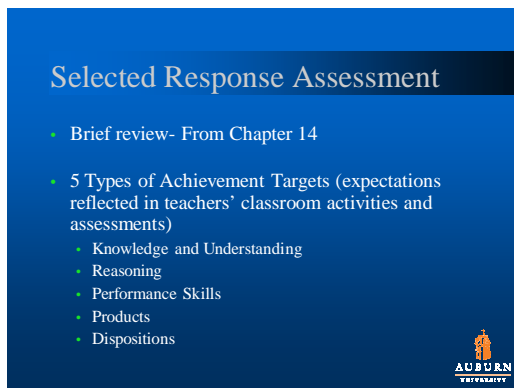 Selected Response Assessment
• Brief review- From Chapter 14
• 5 Types of Achievement Targets (expectations
reflected in teachers' classroom activities and
assessments)
• Knowledge and Understanding
• Reasoning
• Performance Skills
• Products
• Dispositions
AUBURN
UNIVERSITY